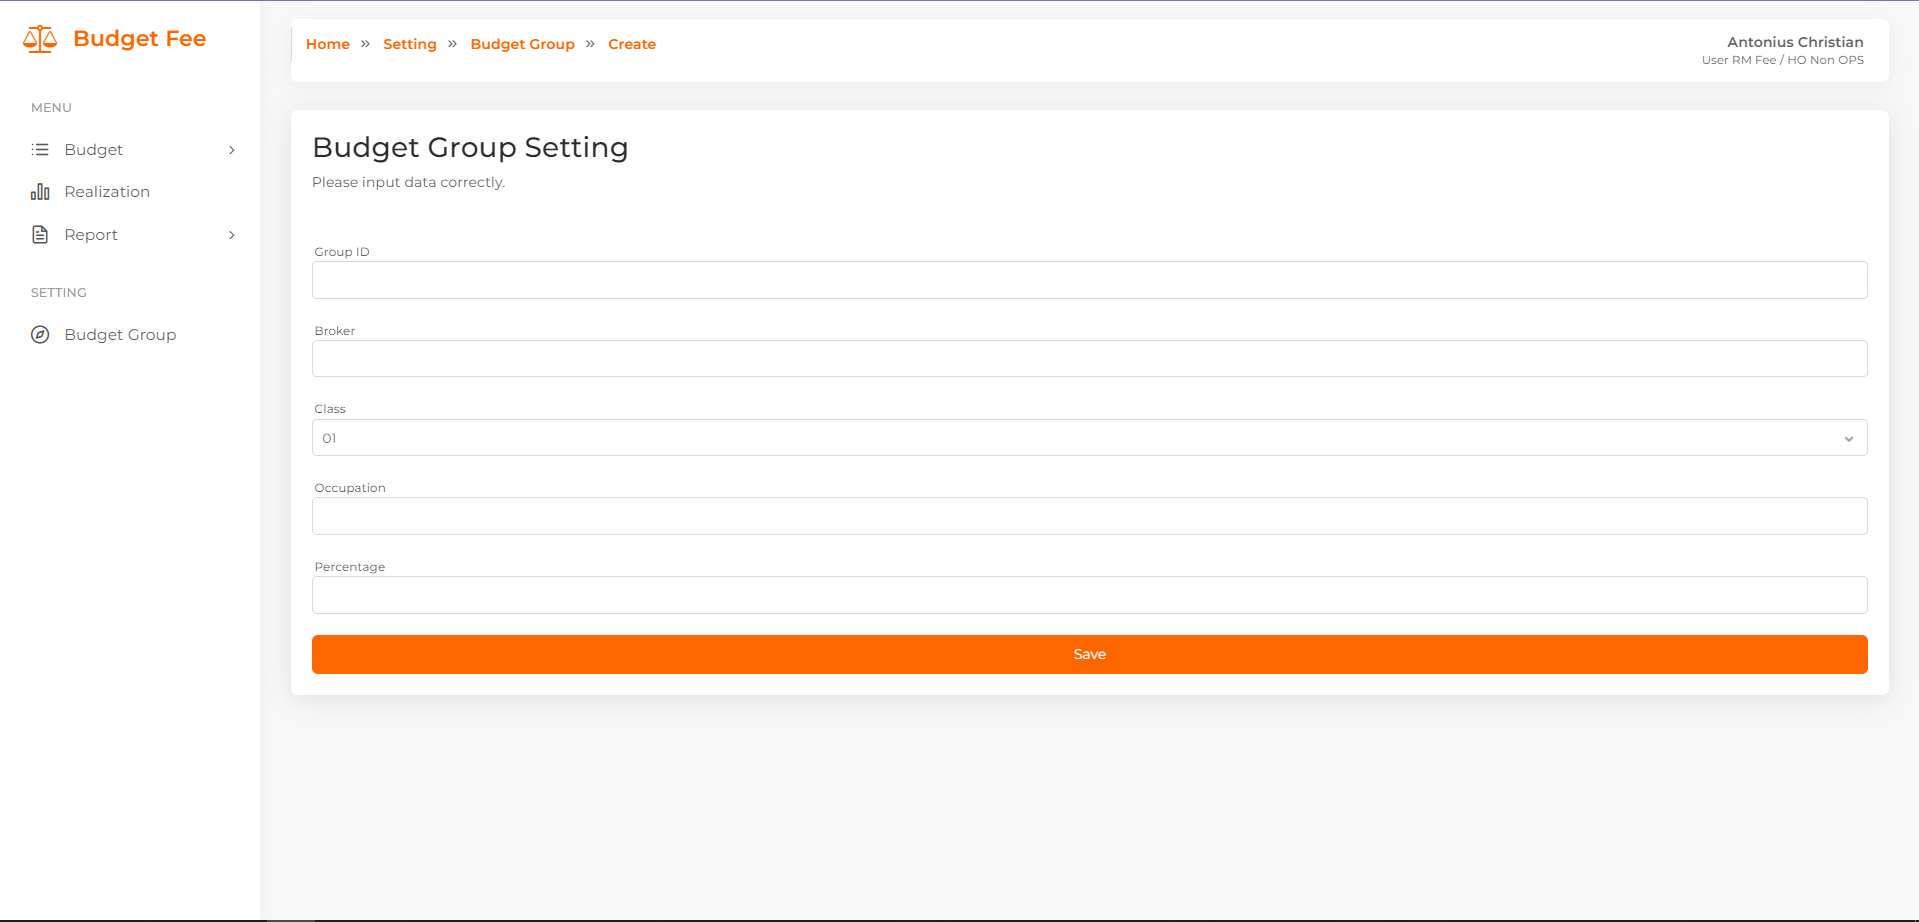 Budget Fee
MENU
Budget
Realization
Report
SETTING
Budget Group
Home » Setting » Budget Group » Create
Antonius Christian
User RM Fee / HO Non OPS
Budget Group Setting
Please input data correctly.
Group ID
Broker
Class
01
Occupation
Percentage
Save